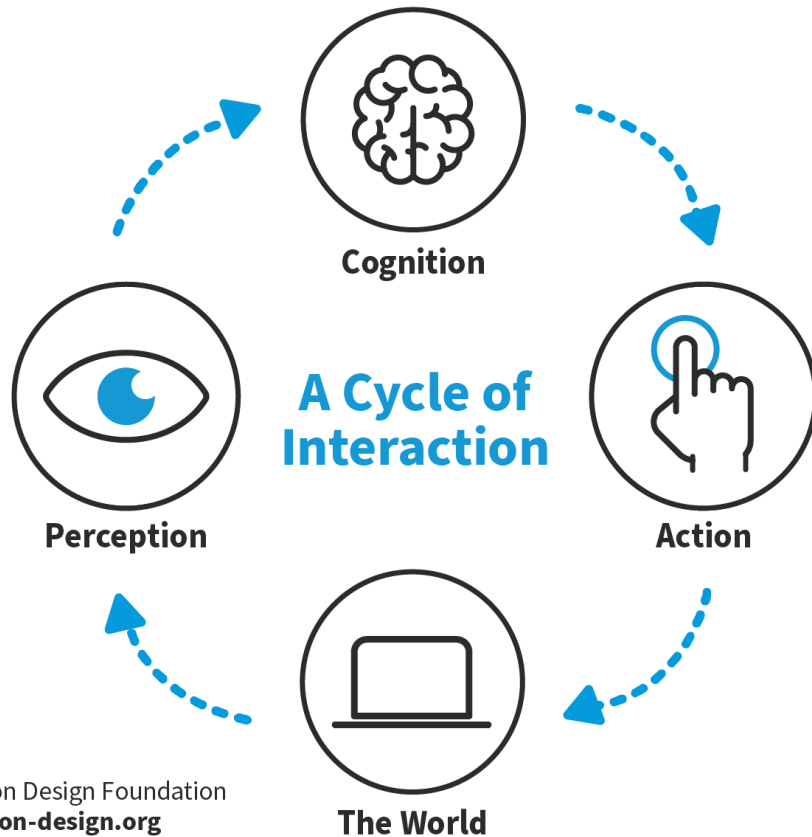 Cognition
A Cycle of
Interaction
Perception
Action
on Design Foundation
on-design.org
The World